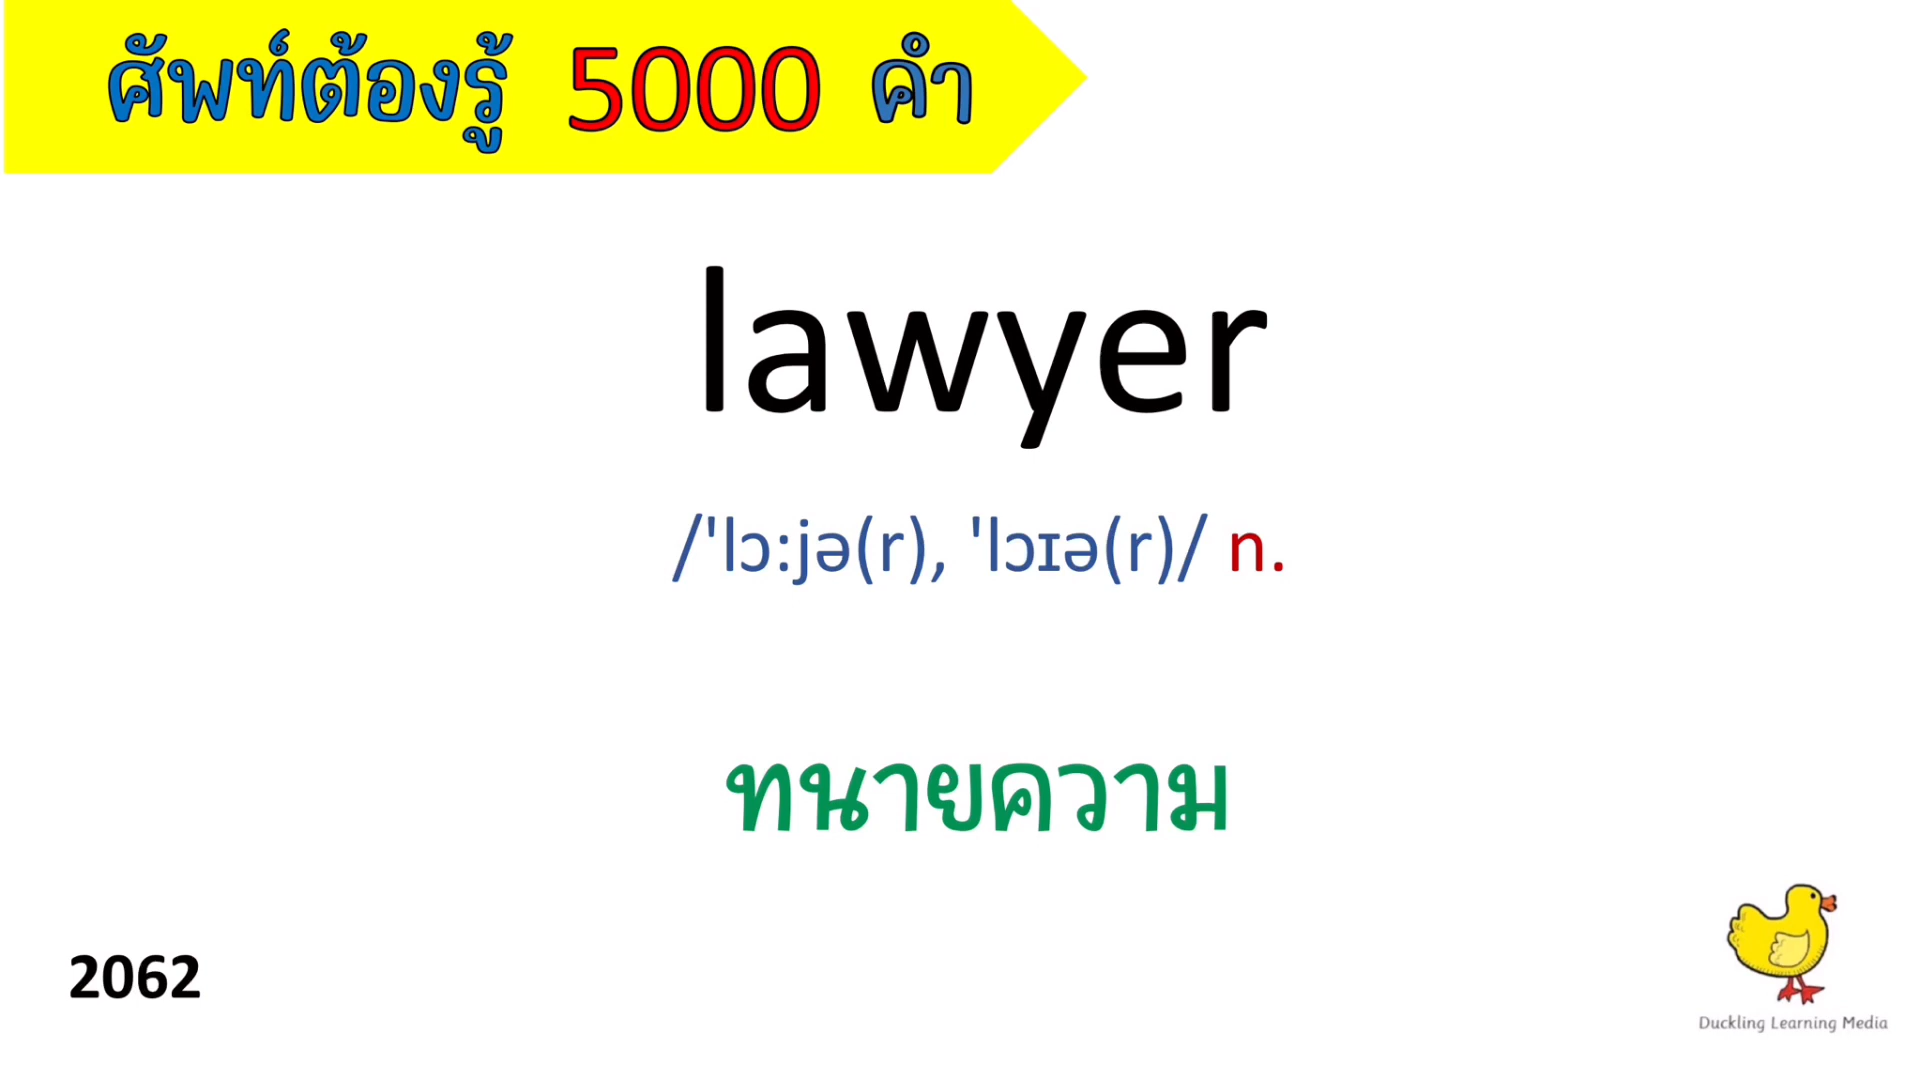 ศัพท์ต้องรู้ 5000 คำ
lawyer
/'lɔ:jə(r), 'lɔɪə(r)/ n.
ทนายความ
2062
Duckling Learning Media